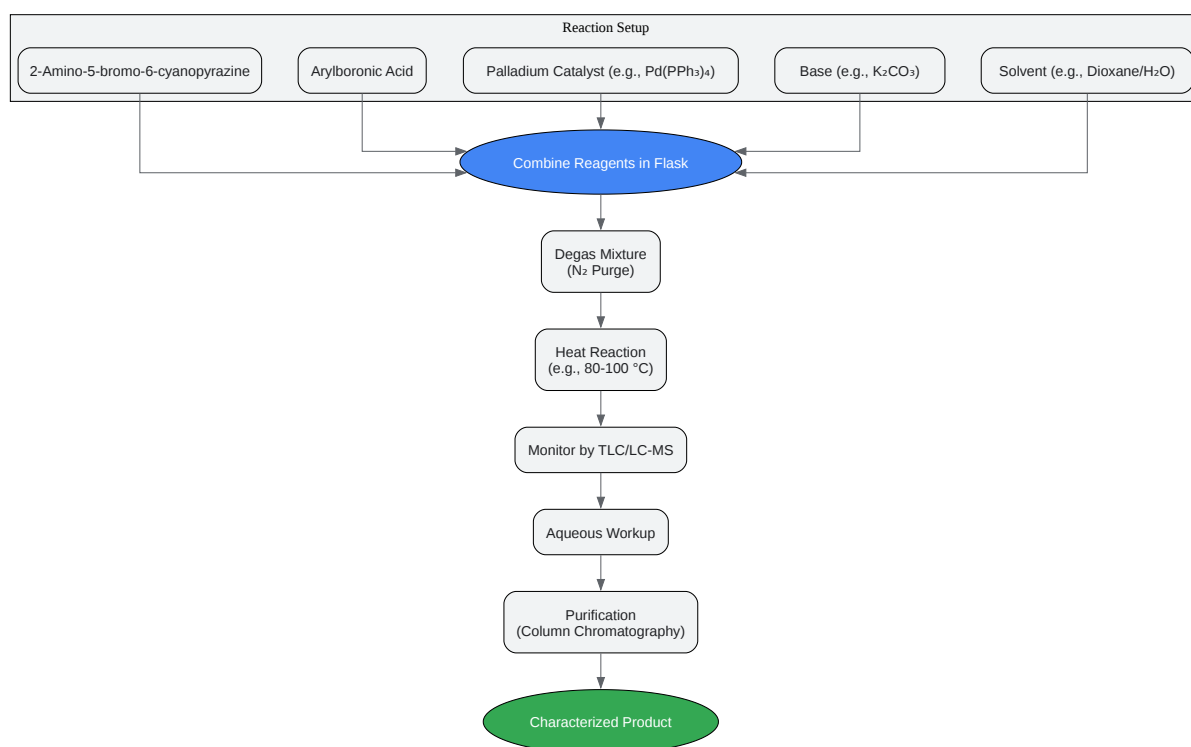 Reaction Setup
2-Amino-5-bromo-6-cyanopyrazine
Arylboronic Acid
Palladium Catalyst (e.g., Pd(PPh₃)₄)
Base (e.g., K₂CO₃)
Solvent (e.g., Dioxane/H₂O)
Combine Reagents in Flask
Degas Mixture
(N₂ Purge)
Heat Reaction
(e.g., 80-100 °C)
Monitor by TLC/LC-MS
Aqueous Workup
Purification
(Column Chromatography)
Characterized Product